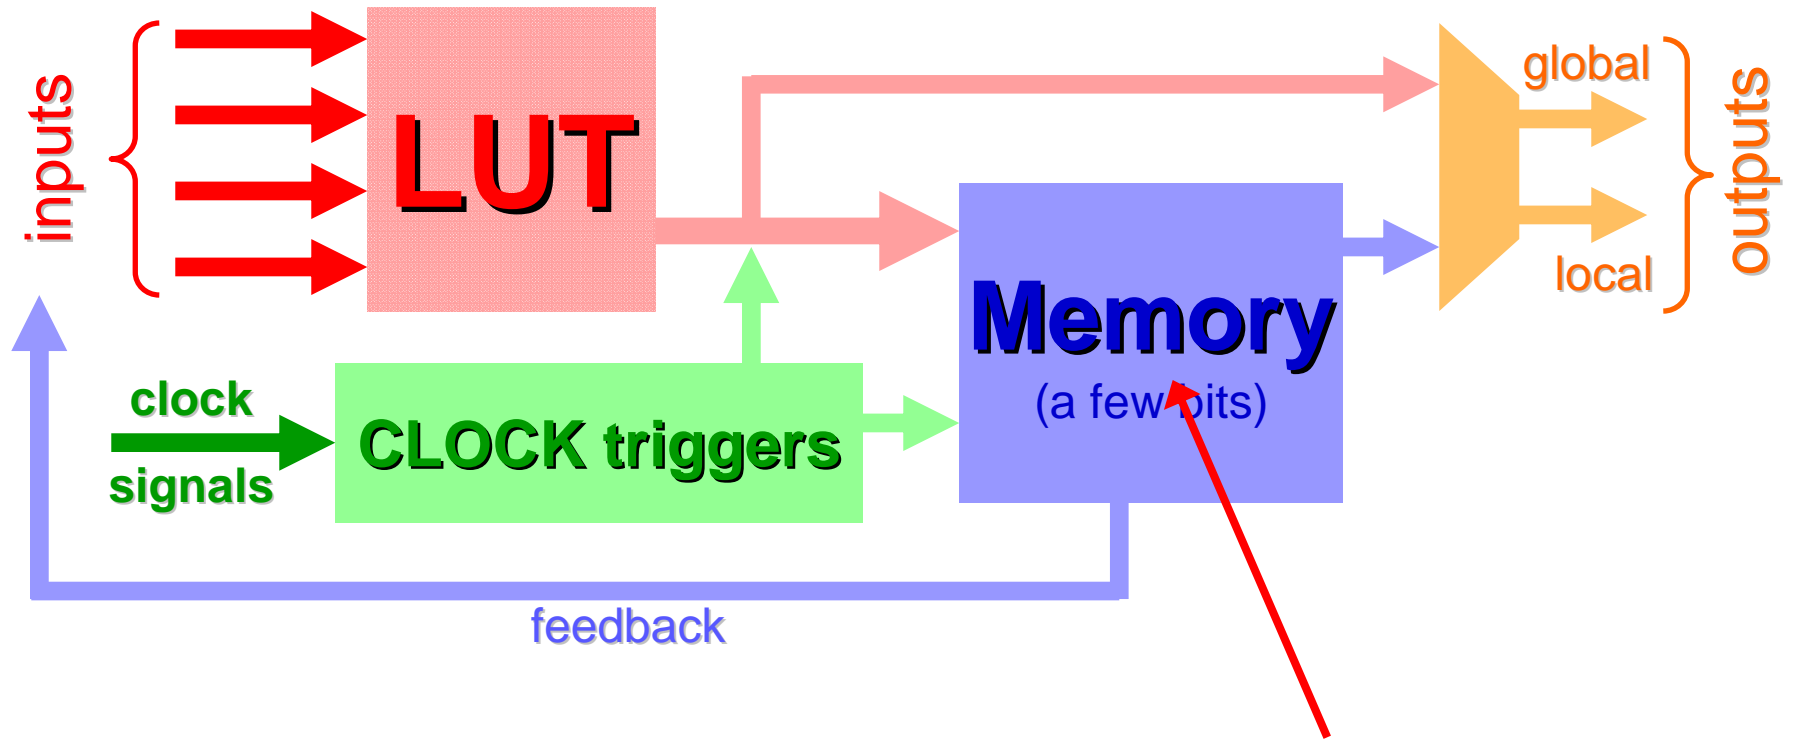 inputs
LUT
global
local
outputs
Memory
(a few bits)
clock
signals
CLOCK triggers
feedback